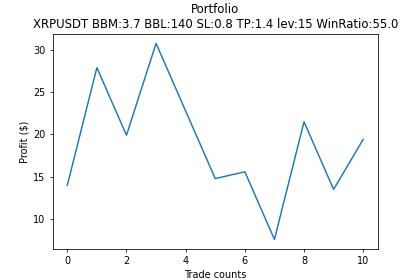 Portfolio
XRPUSDT BBM:3.7 BBL:140 SL:0.8 TP:1.4 lev:15 WinRatio:55.0
30
25
20
15
10
Profit ($)
0 2 4 6 8 10
Trade counts